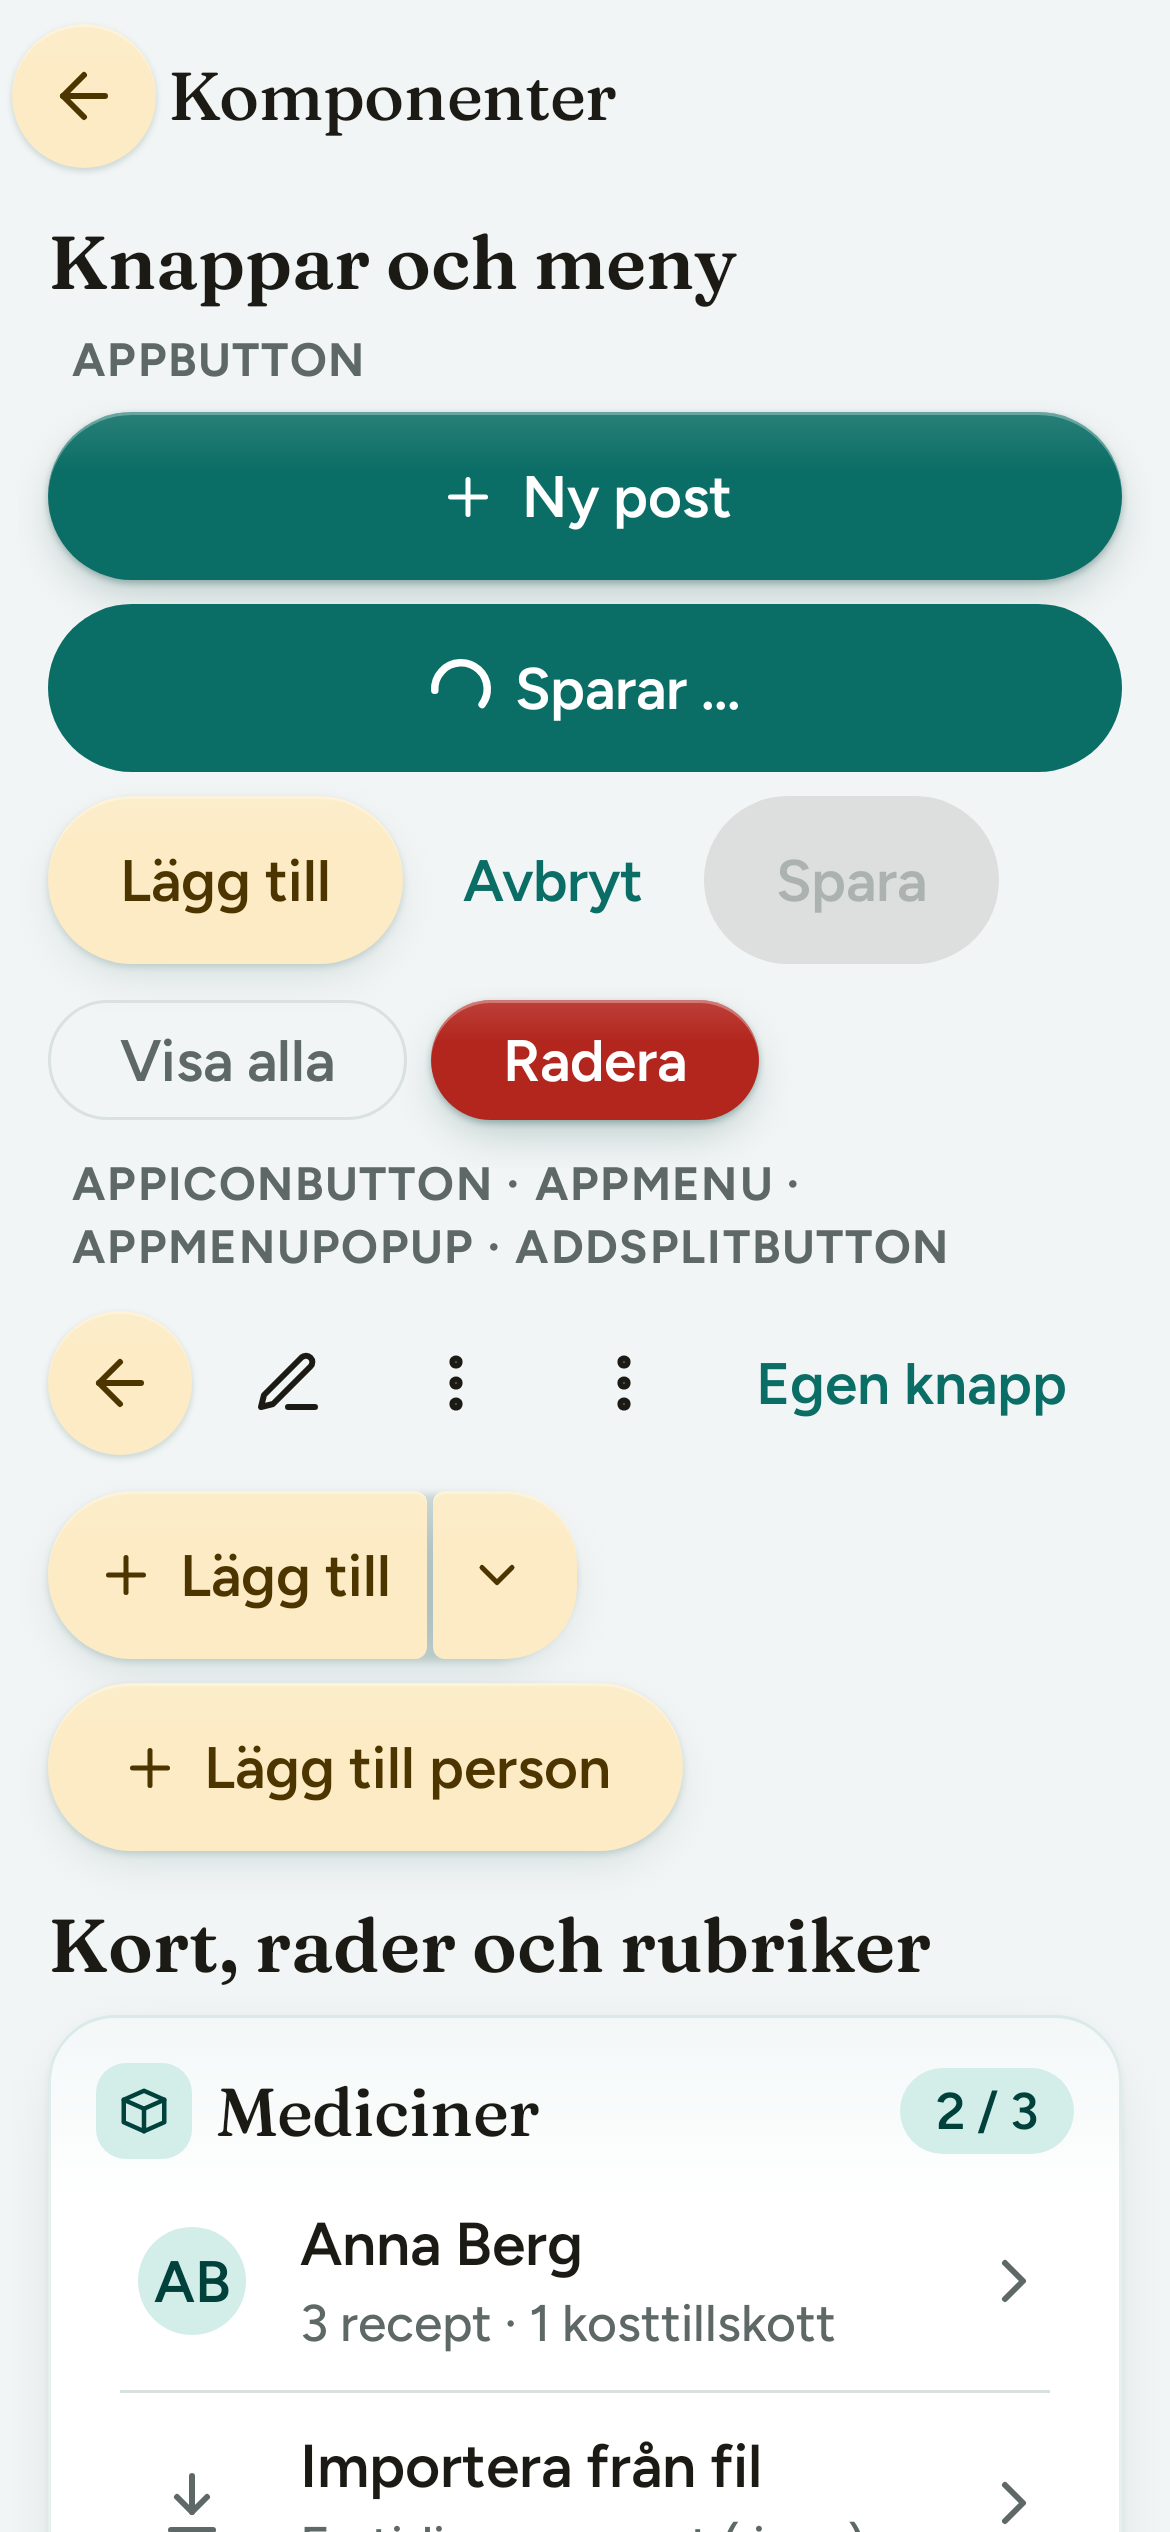 Komponenter
Knappar och meny
APPBUTTON
Ny post
Sparar ...
Lägg till
Avbryt
Spara
Visa alla
Radera
APPICONBUTTON · APPMENU ·
APPMENUPOPUP · ADDSPLITBUTTON
Egen knapp
Lägg till
Lägg till person
Kort, rader och rubriker
Mediciner
2 / 3
AB
Anna Berg
3 recept · 1 kosttillskott
Importera från fil